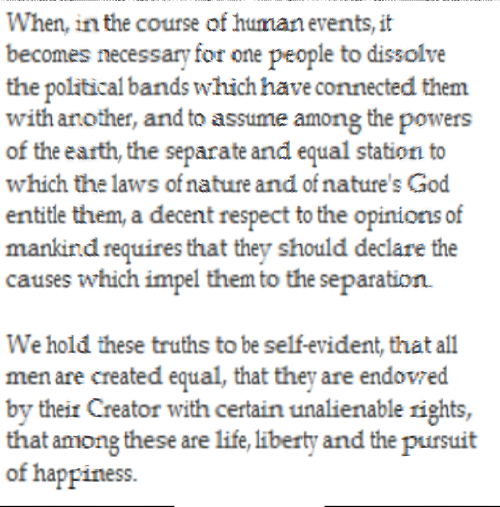 When, in the course of human events, it
becomes necessary for one people to dissolve
the political bands which have connected them
with another, and to assume among the powers
of the earth, the separate and equal station to
which the laws of nature and of nature's God
entitle them, a decent respect to the opinions of
mankind requires that they should declare the
causes which impel them to the separation.
We hold these truths to be self-evident, that all
men are created equal, that they are endowed
by their Creator with certain unalienable rights,
that among these are life, liberty and the pursuit
of happiness.